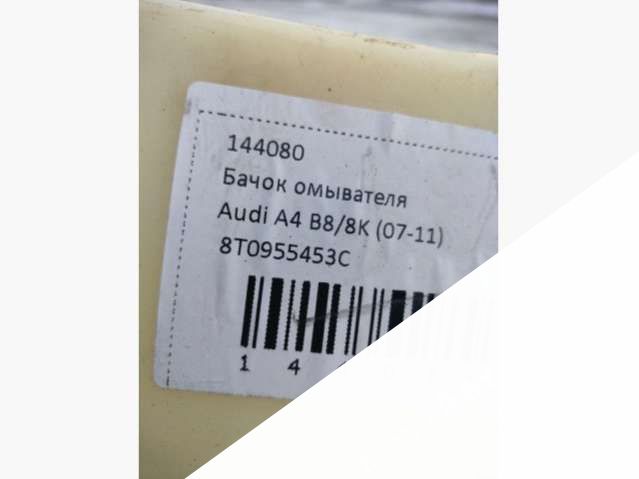 144080
Бачок омывателя
Audi A4 B8/8K (07-11)
8T0955453C
1 4